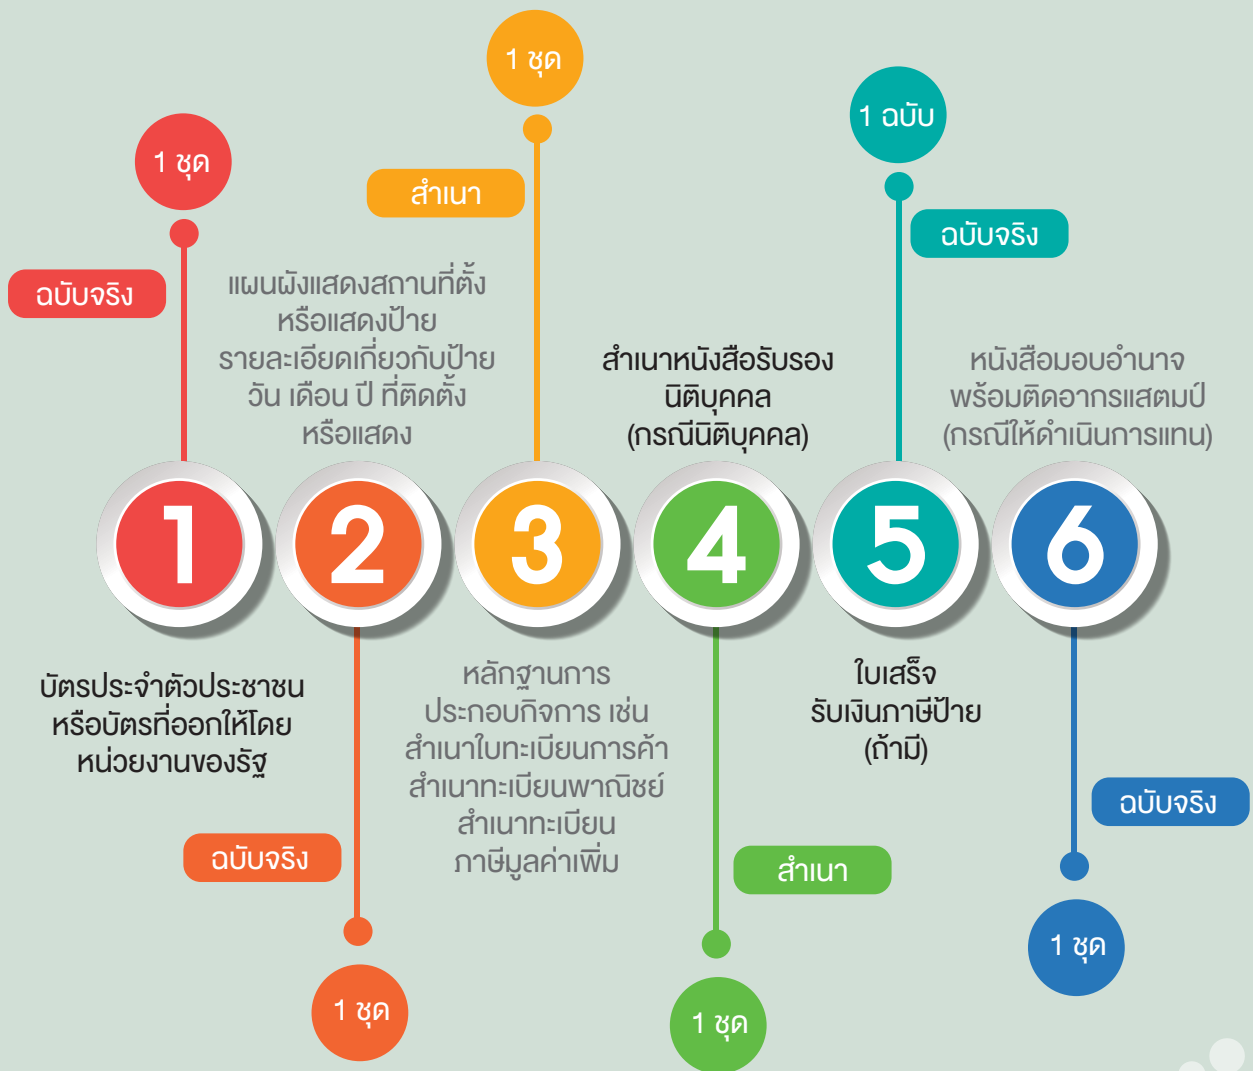 1 ชุด
ฉบับจริง
1
บัตรประจำตัวประชาชน
หรือบัตรที่ออกให้โดย
หน่วยงานของรัฐ
แผนผังแสดงสถานที่ตั้ง
หรือแสดงป้าย
รายละเอียดเกี่ยวกับป้าย
วัน เดือน ปี ที่ติดตั้ง
หรือแสดง
2
ฉบับจริง
1 ชุด
1 ชุด
สำเนา
3
หลักฐานการ
ประกอบกิจการ เช่น
สำเนาใบทะเบียนการค้า
สำเนาทะเบียนพาณิชย์
สำเนาทะเบียน
ภาษีมูลค่าเพิ่ม
สำเนาหนังสือรับรอง
นิติบุคคล
(กรณีนิติบุคคล)
4
สำเนา
1 ชุด
1 ฉบับ
ฉบับจริง
5
ใบเสร็จ
รับเงินภาษีป้าย
(ถ้ามี)
หนังสือมอบอำนาจ
พร้อมติดอากรแสตมป์
(กรณีให้ดำเนินการแทน)
6
ฉบับจริง
1 ชุด